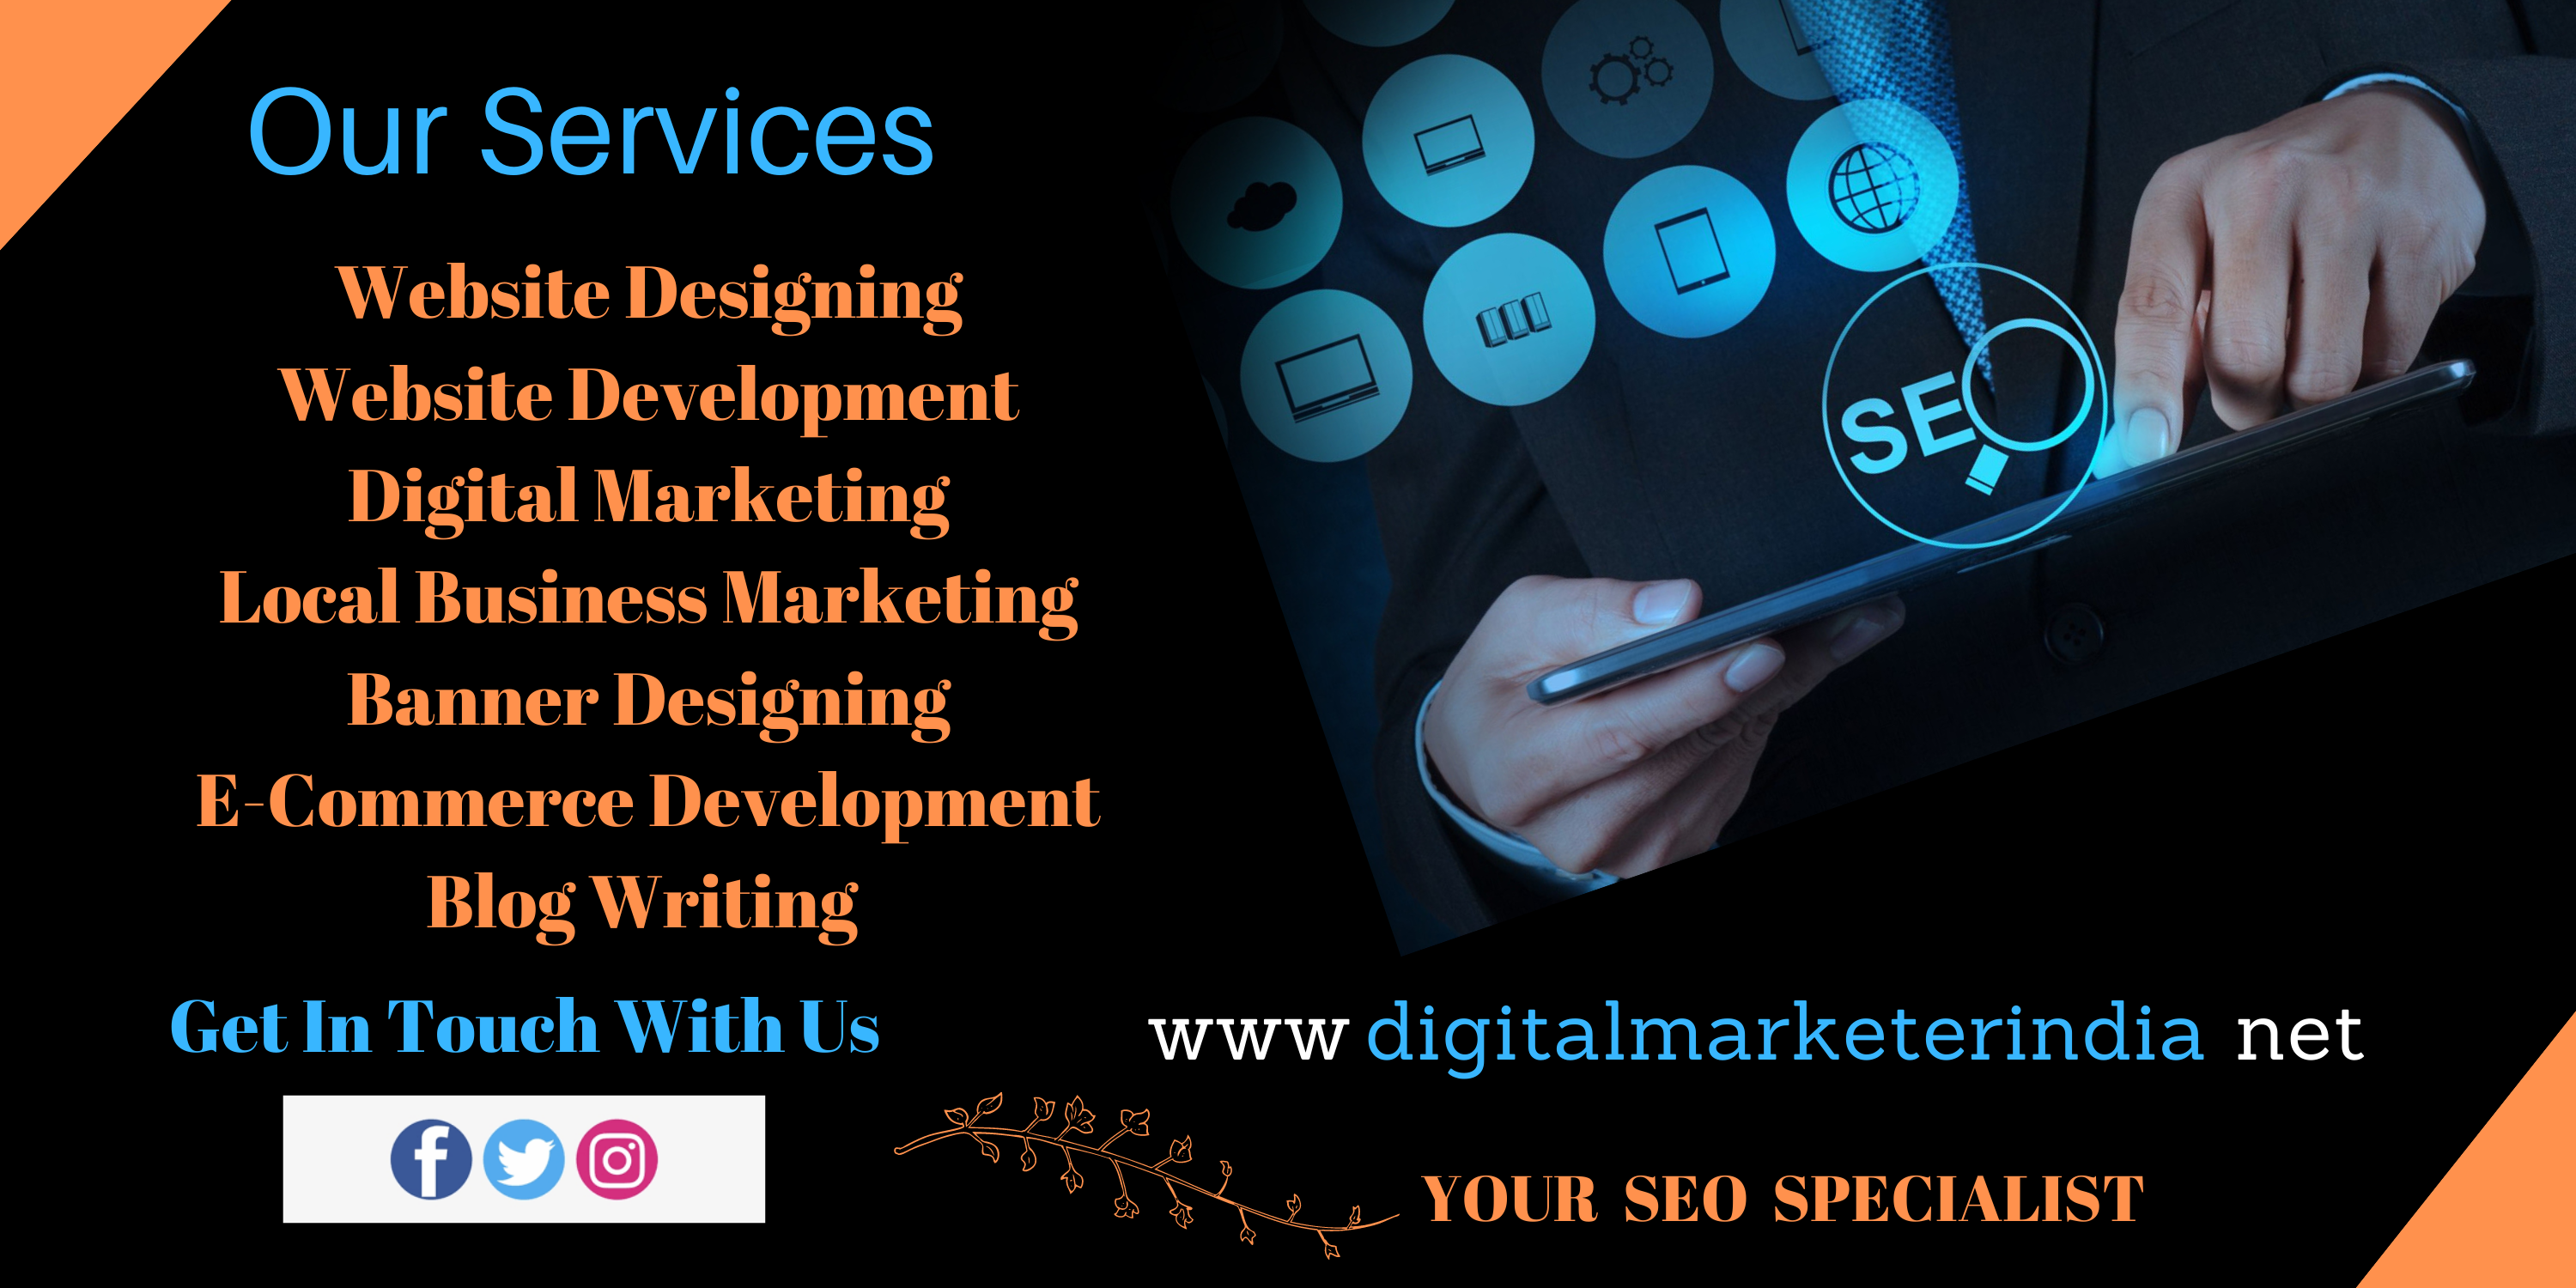 Our Services
Website Designing
Website Development
Digital Marketing
Local Business Marketing
Banner Designing
E-Commerce Development
Blog Writing
SEO
Get In Touch With Us
www digitalmarketerindia net
YOUR SEO SPECIALIST